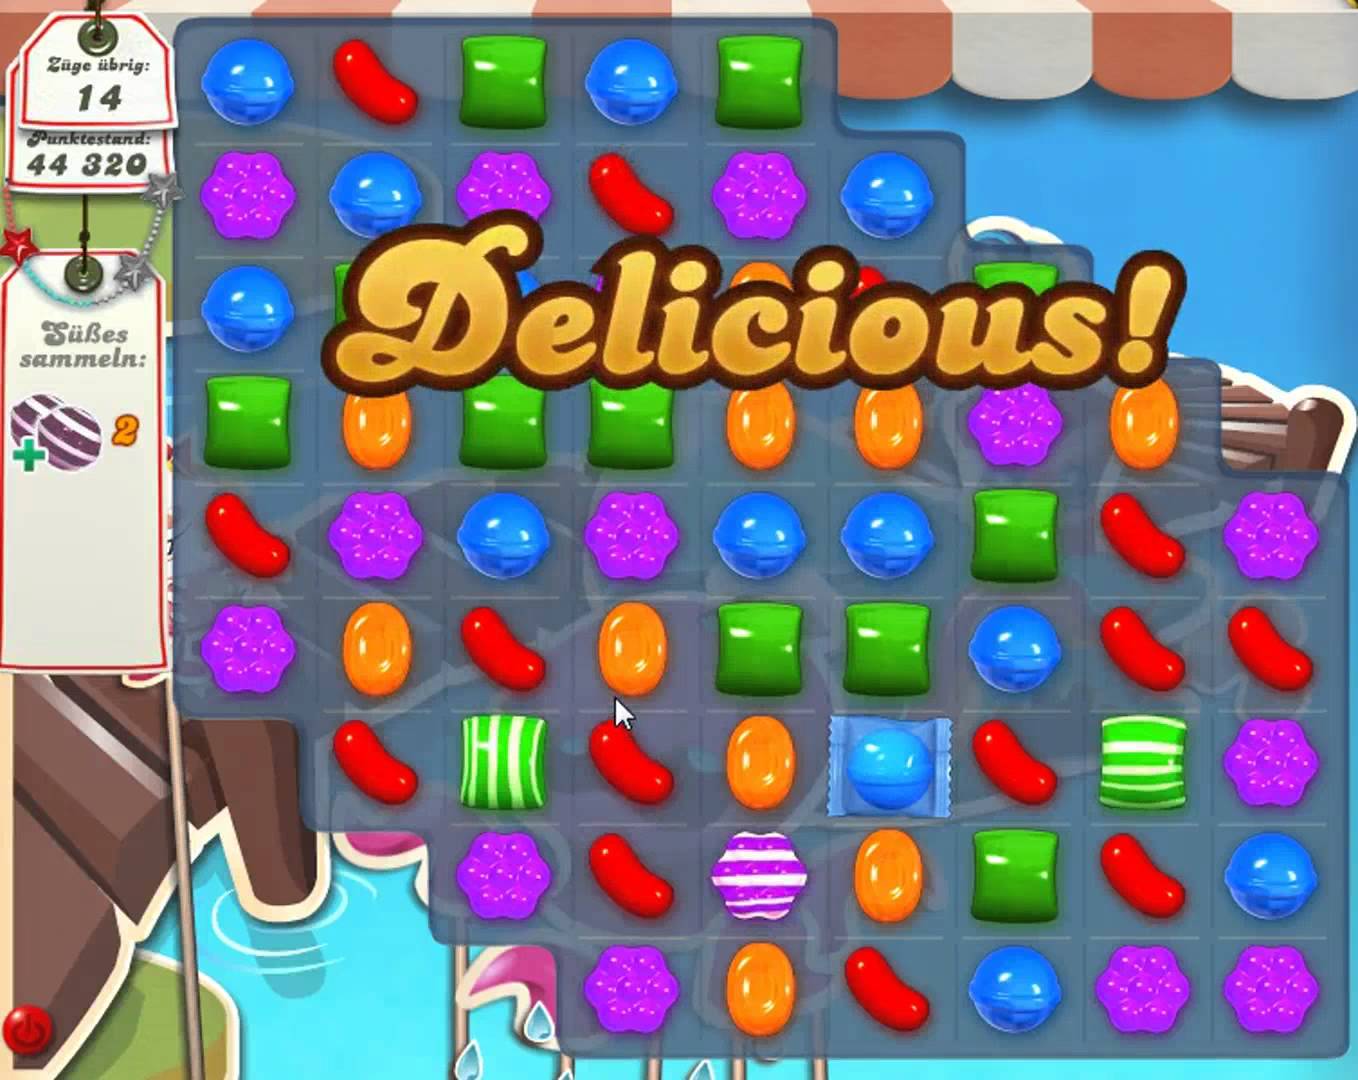 Züge übrig:
14
Punktestand:
44 320
Delicious!
Süßes
sammeln:
2